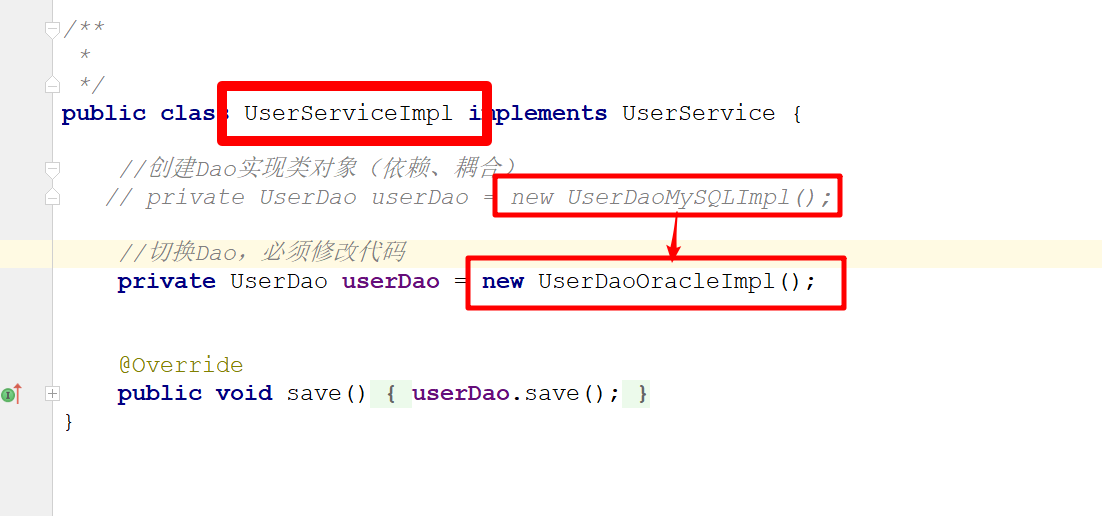 /**
*
*/
public class UserServiceImpl implements UserService {
//创建Dao实现类对象（依赖、耦合）
// private UserDao userDao = new UserDaoMySQLImpl();
//切换Dao，必须修改代码
private UserDao userDao = new UserDaoOracleImpl();
@Override
public void save() { userDao.save(); }
}